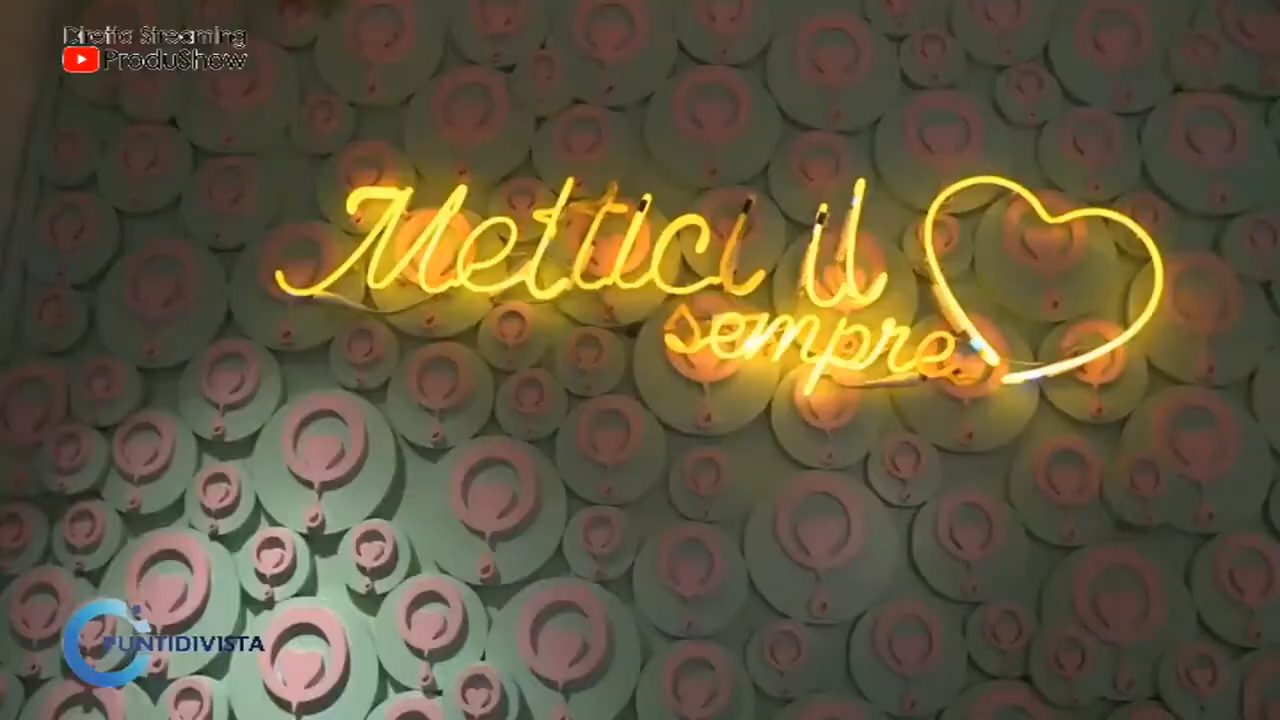 Diretta Streaming
ProduShow
Mettici il
sempre
PUNTIDIVISTA